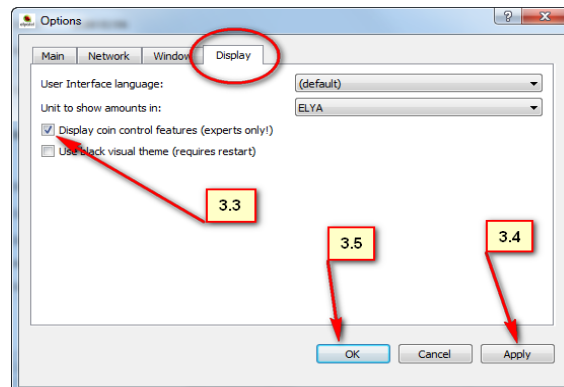 Options
Main Network Window Display
User Interface language: (default)
Unit to show amounts in: ELYA
Display coin control features (experts only!)
Use black visual theme (requires restart)
3.3
3.5
3.4
OK Cancel Apply